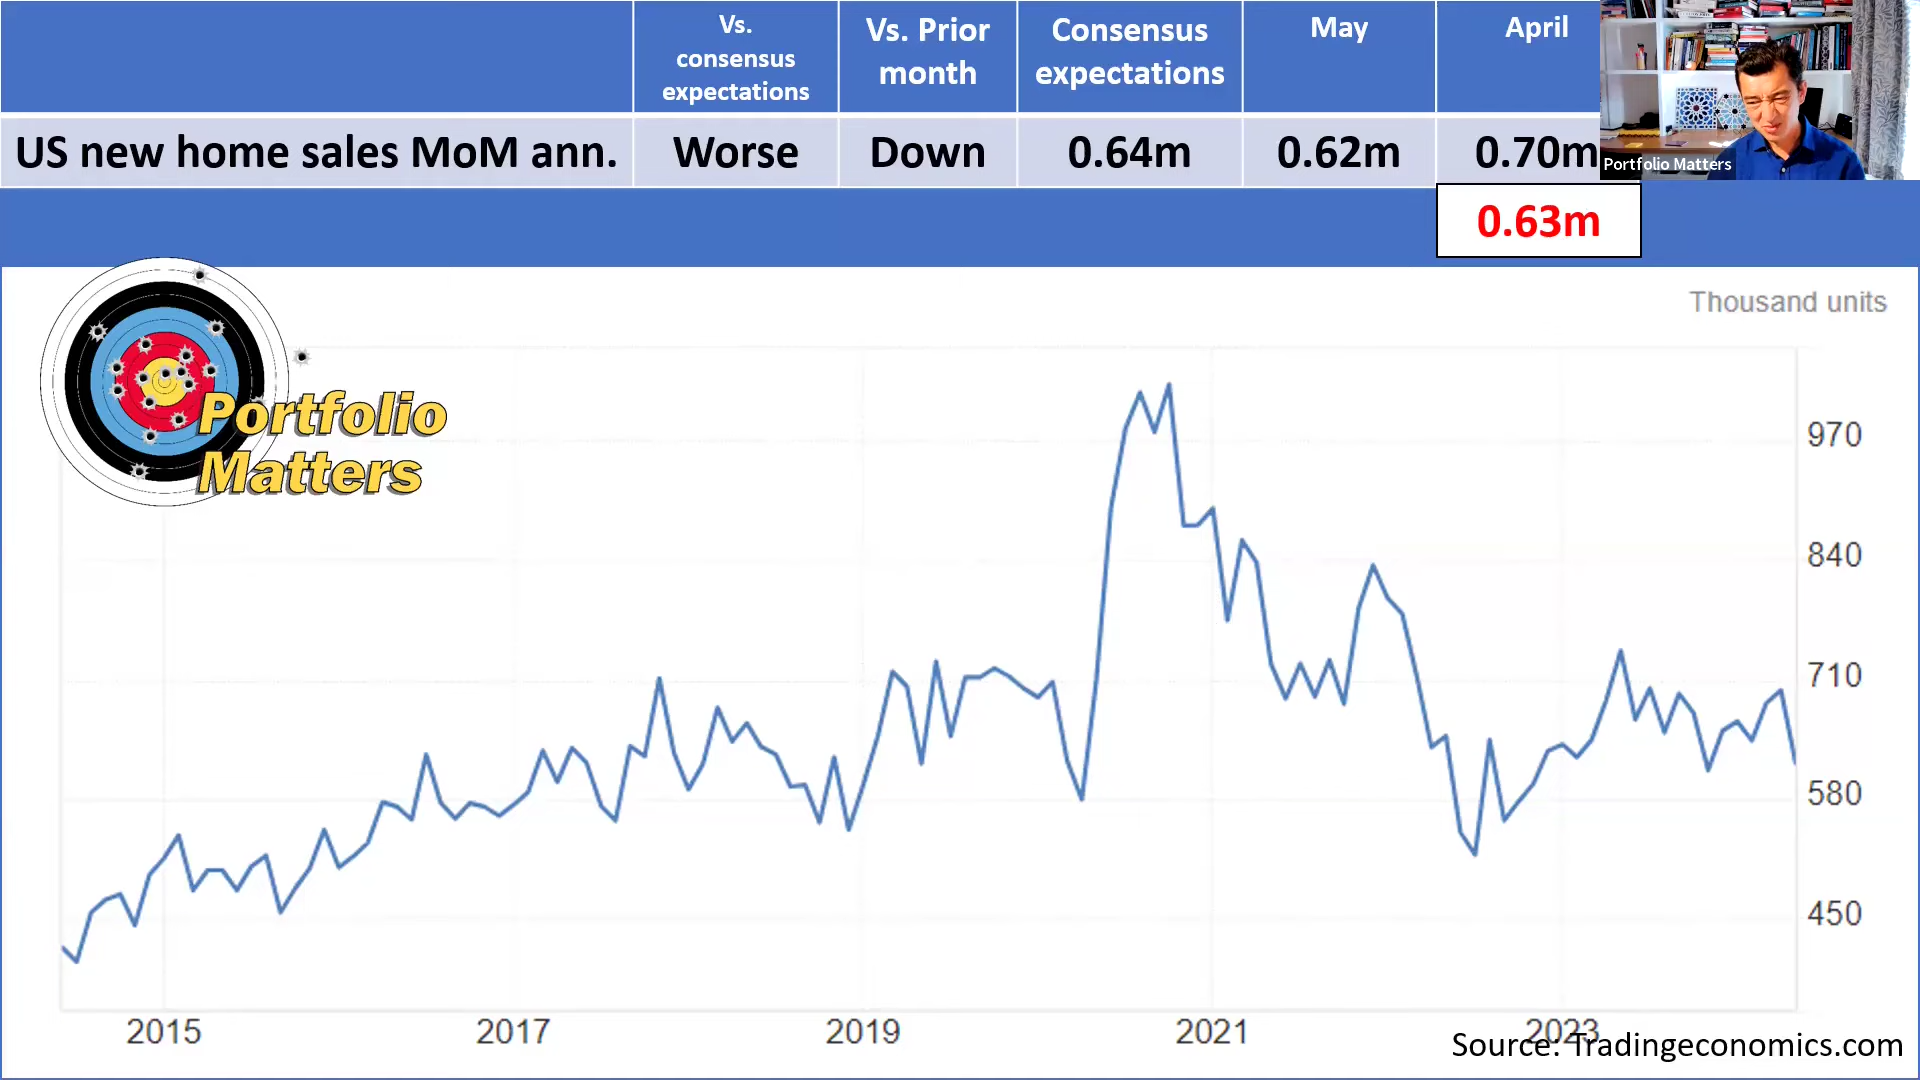 Vs.
consensus
expectations
Vs. Prior
month
Consensus
expectations
May
April
US new home sales MoM ann.
Worse
Down
0.64m
0.62m
0.70m
Portfolio Matters
0.63m
Thousand units
Portfolio
Matters
970
840
710
580
450
2015
2017
2019
2021
2023
Source: Tradingeconomics.com